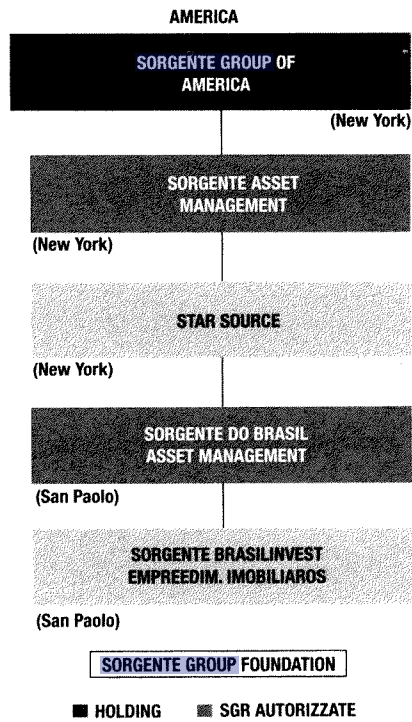 AMERICA
SORGENTE GROUP OF
AMERICA
(New York)
SORGENTE ASSET
MANAGEMENT
(New York)
STAR SOURCE
(New York)
SORGENTE DO BRASIL
ASSET MANAGEMENT
(San Paolo)
SORGENTE BRASILINVEST
EMPREEDIM. IMOBILIAROS
(San Paolo)
SORGENTE GROUP FOUNDATION
HOLDING SGR AUTORIZZATE